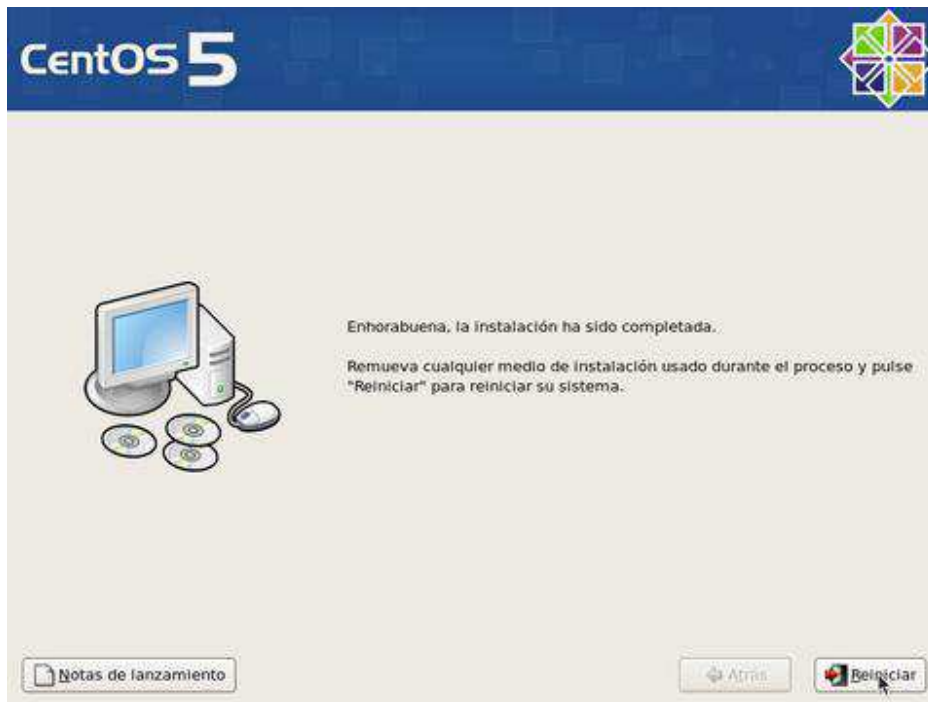 CentOS 5
Enhorabuena, la instalación ha sido completada.
Remueva cualquier medio de instalación usado durante el proceso y pulse
"Reiniciar" para reiniciar su sistema.
Notas de lanzamiento
Atrás
Reiniciar